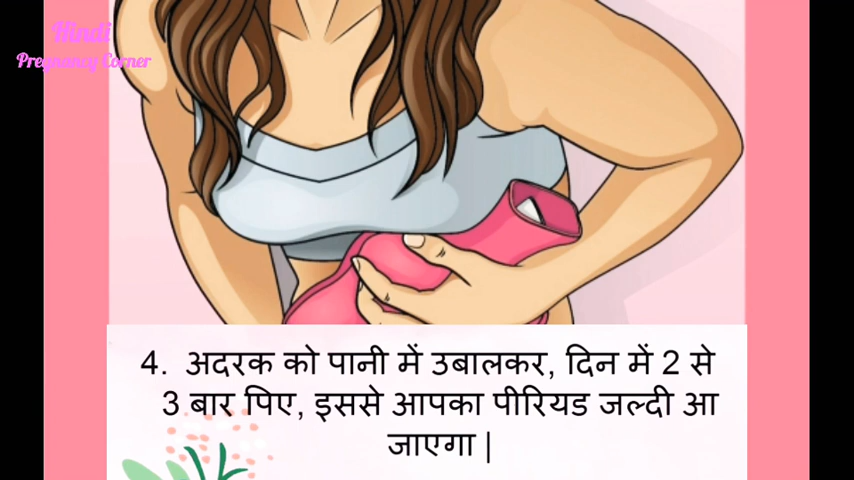 Hindi
Pregnancy Corner
4. अदरक को पानी में उबालकर, दिन में 2 से
3 बार पिए, इससे आपका पीरियड जल्दी आ
जाएगा |